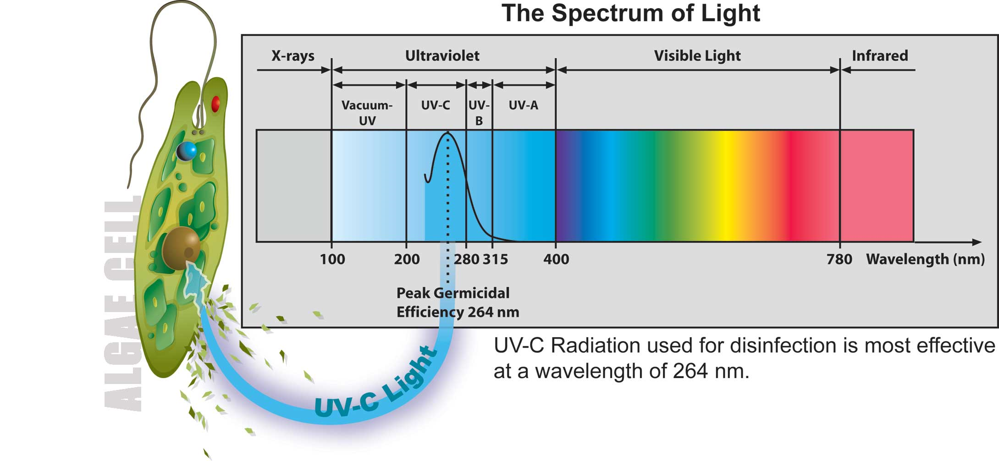 The Spectrum of Light
X-rays
Ultraviolet
Visible Light
Infrared
Vacuum-
UV
UV-C
UV-
B
UV-A
100
200
280
315
400
780
Wavelength (nm)
Peak Germicidal
Efficiency 264 nm
UV-C Radiation used for disinfection is most effective
at a wavelength of 264 nm.
UV-C Light
ALGAE CELL